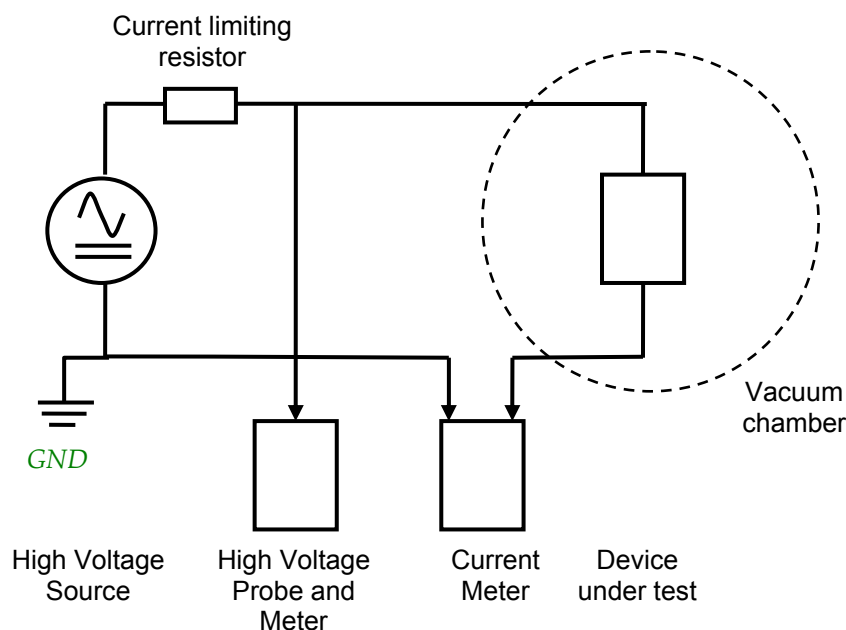 Current limiting
resistor
Vacuum
chamber
GND
High Voltage
Source
High Voltage
Probe and
Meter
Current
Meter
Device
under test